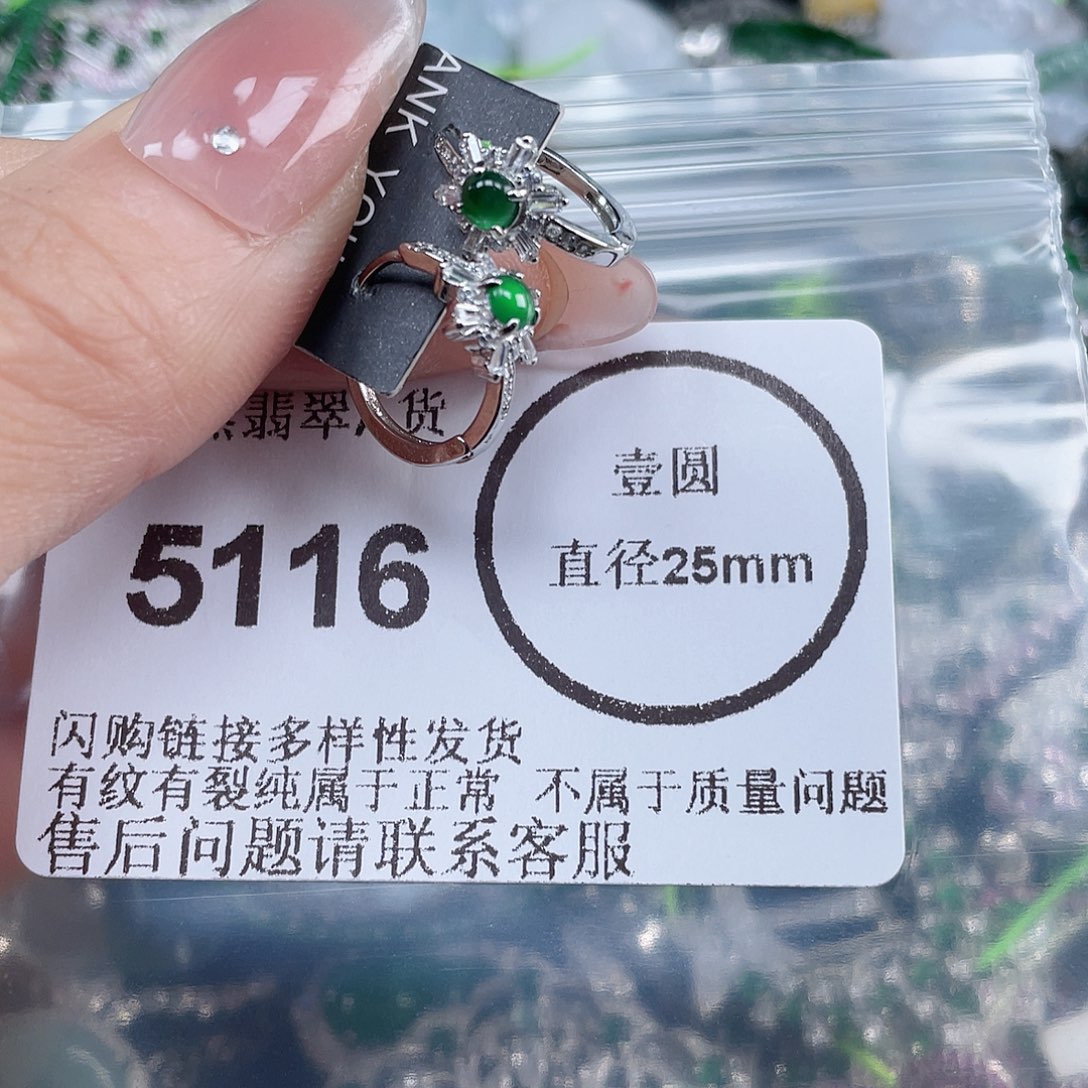 ANK YOU
翡翠 货
壹圆
直径25mm
5116
闪购链接多样性发货
有纹有裂纯属于正常 不属于质量问题
售后问题请联系客服